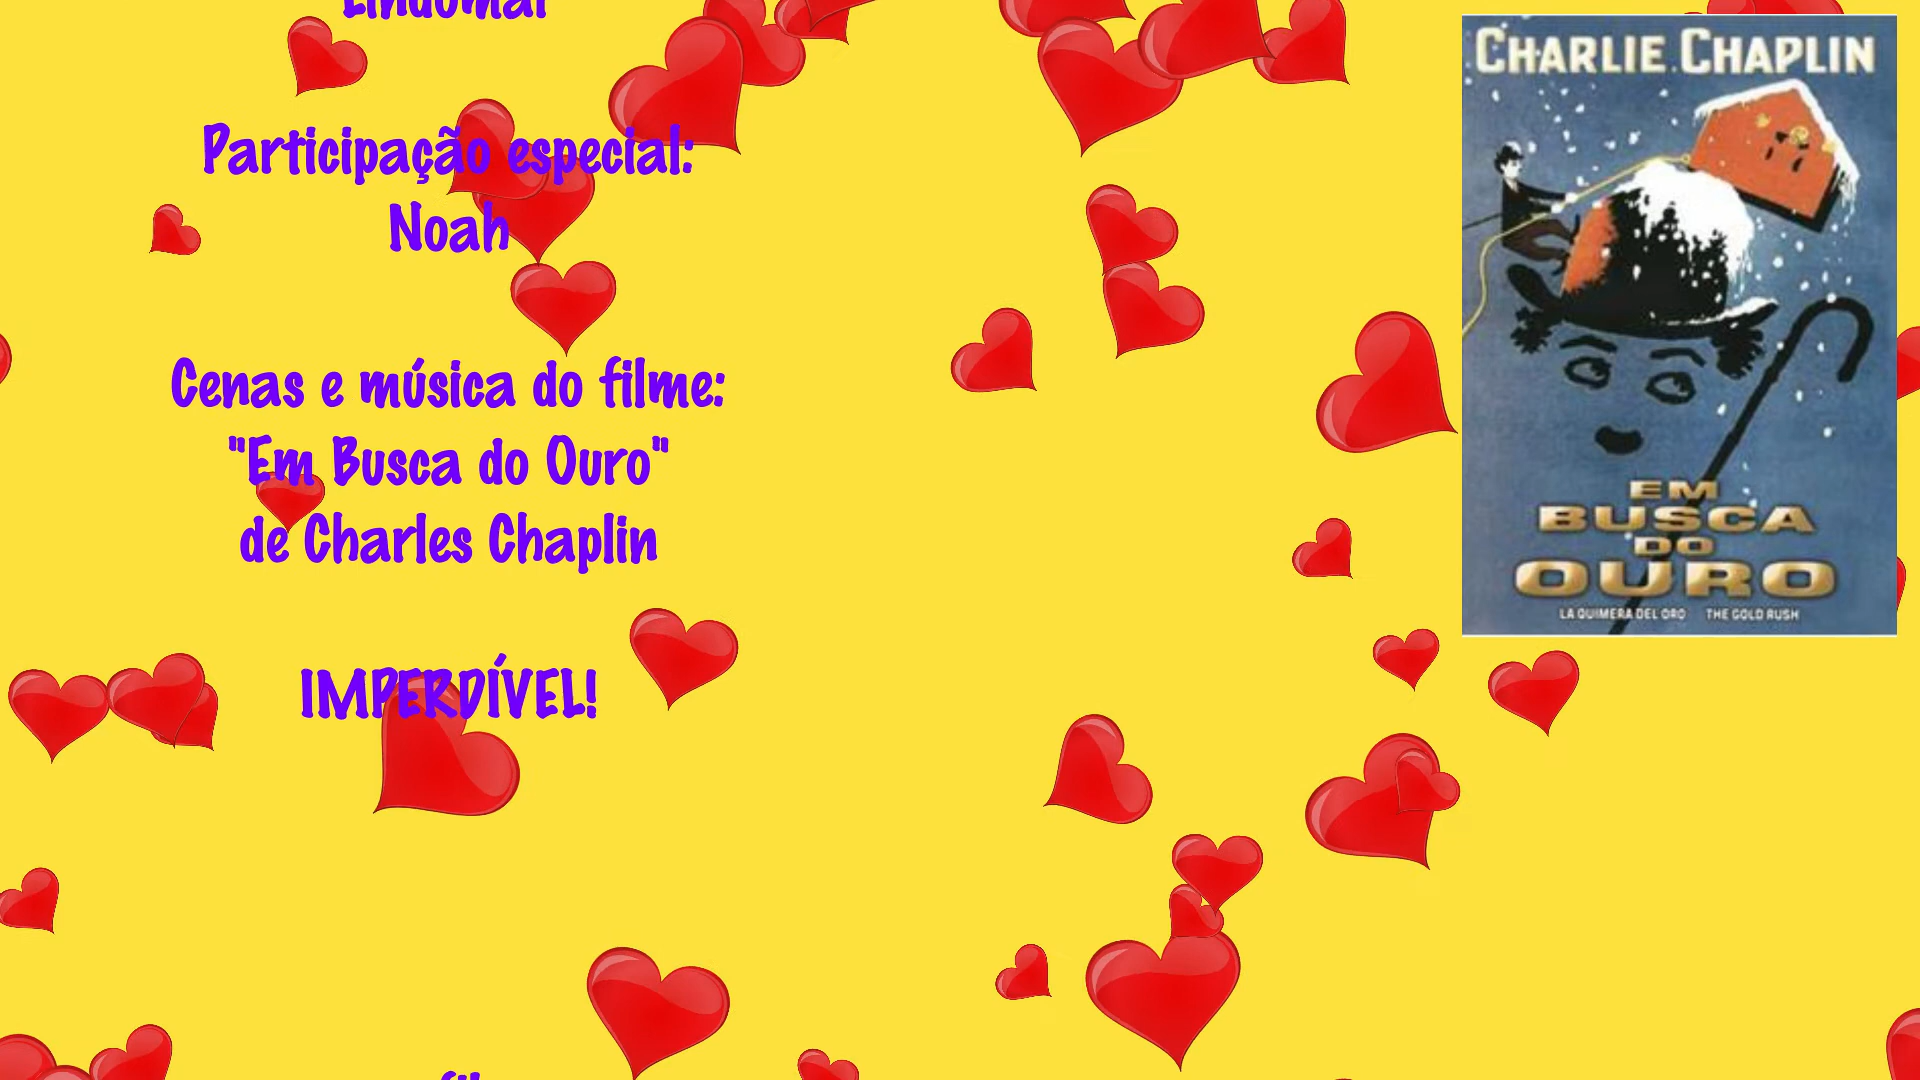 Lindomar
Participação especial:
Noah
Cenas e música do filme:
"Em Busca do Ouro"
de Charles Chaplin
IMPERDÍVEL!
CHARLIE CHAPLIN
EM
BUSCA
DO
OURO
LA QUIMERA DEL ORO THE GOLD RUSH